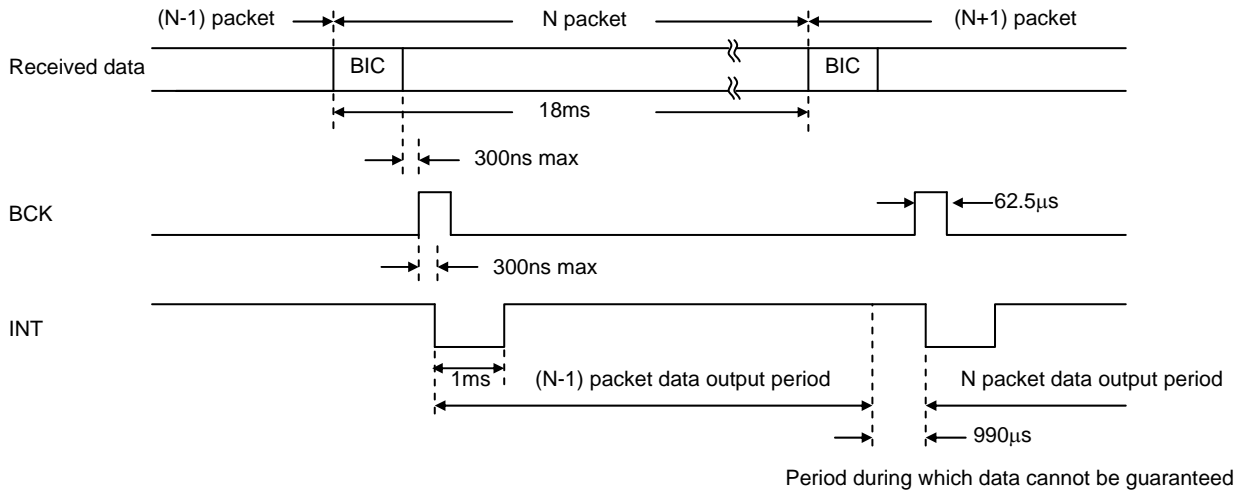 (N-1) packet
N packet
(N+1) packet
Received data
BIC
BIC
18ms
300ns max
BCK
62.5μs
300ns max
INT
1ms
(N-1) packet data output period
N packet data output period
990μs
Period during which data cannot be guaranteed